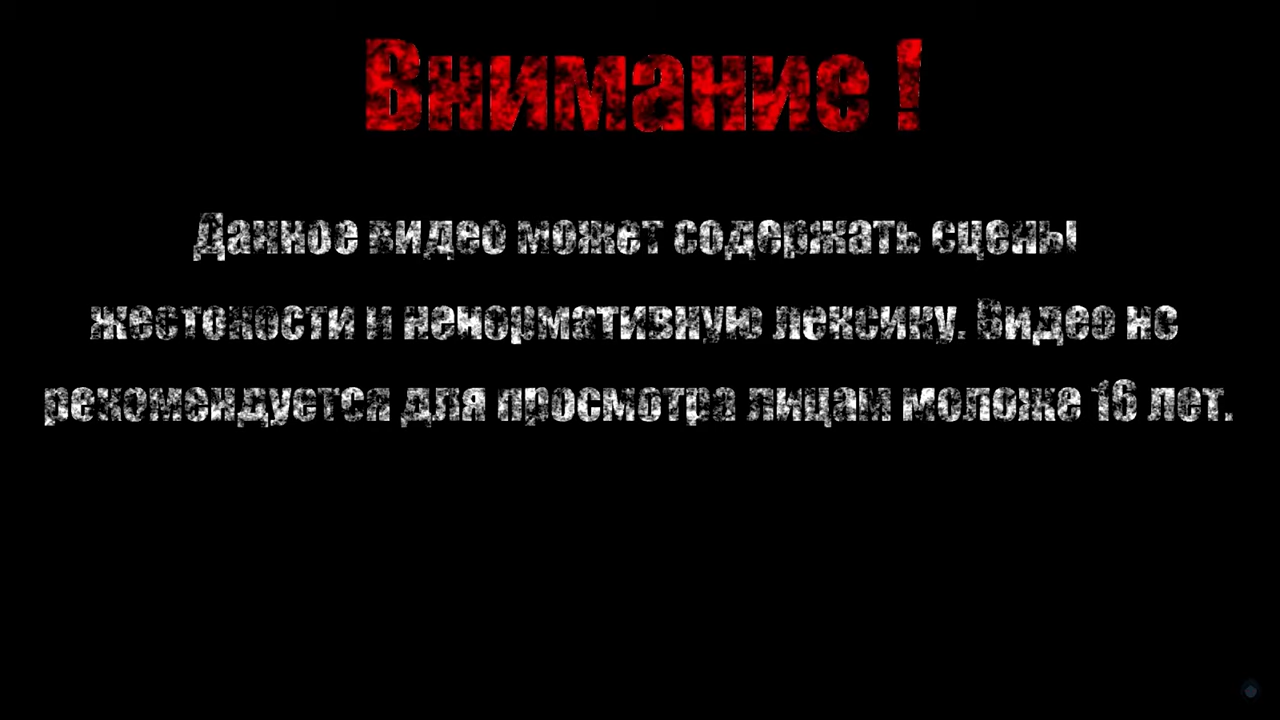 Внимание !
Данное видео может содержать сцены
жестокости и ненормативную лексику. Видео не
рекомендуется для просмотра лицам моложе 16 лет.